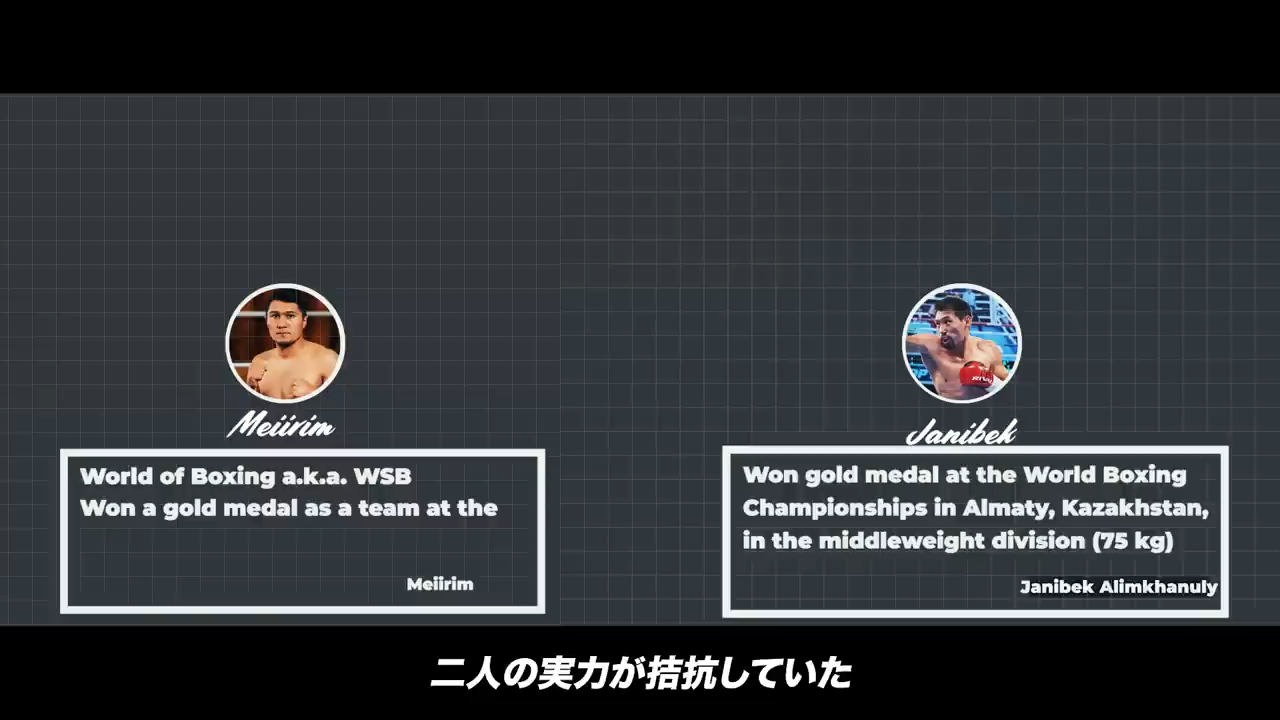 Meiirim
World of Boxing a.k.a. WSB
Won a gold medal as a team at the
Meiirim
Janibek
Won gold medal at the World Boxing
Championships in Almaty, Kazakhstan,
in the middleweight division (75 kg)
Janibek Alimkhanuly
二人の実力が拮抗していた